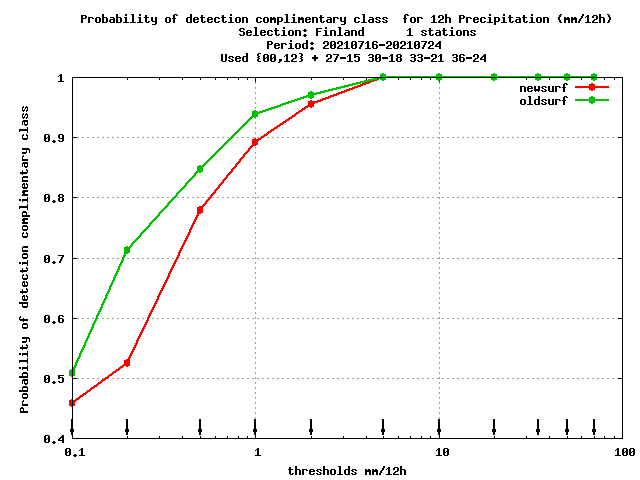 Probability of detection complimentary class  for 12h Precipitation (mm/12h)
Selection: Finland      1 stations
Period: 20210716-20210724
Used {00,12} + 27-15 30-18 33-21 36-24
newsurf
oldsurf
Probability of detection complimentary class
1
0.9
0.8
0.7
0.6
0.5
0.4
0.1 1 10 100
thresholds mm/12h